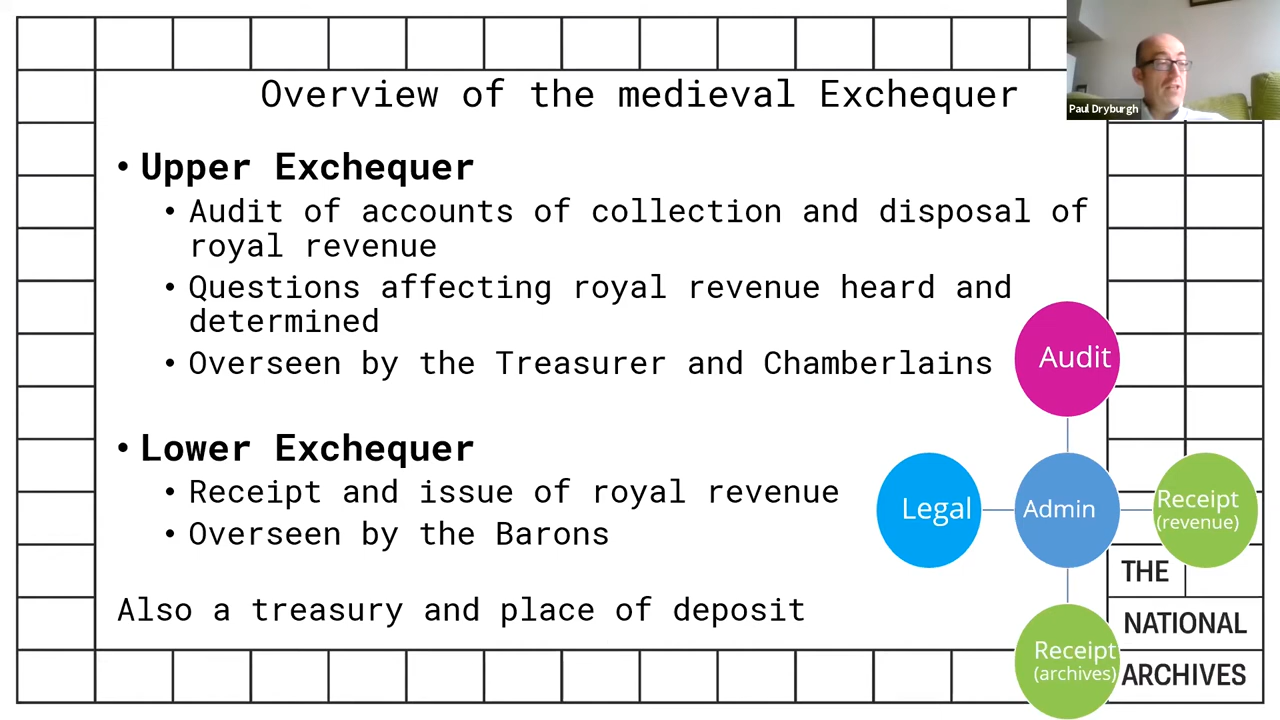 Overview of the medieval Exchequer
Paul Dryburgh
• Upper Exchequer
• Audit of accounts of collection and disposal of
royal revenue
• Questions affecting royal revenue heard and
determined
• Overseen by the Treasurer and Chamberlains
• Lower Exchequer
• Receipt and issue of royal revenue
• Overseen by the Barons
Also a treasury and place of deposit
Audit
Legal
Admin
Receipt
(revenue)
Receipt
(archives)
THE
NATIONAL
ARCHIVES